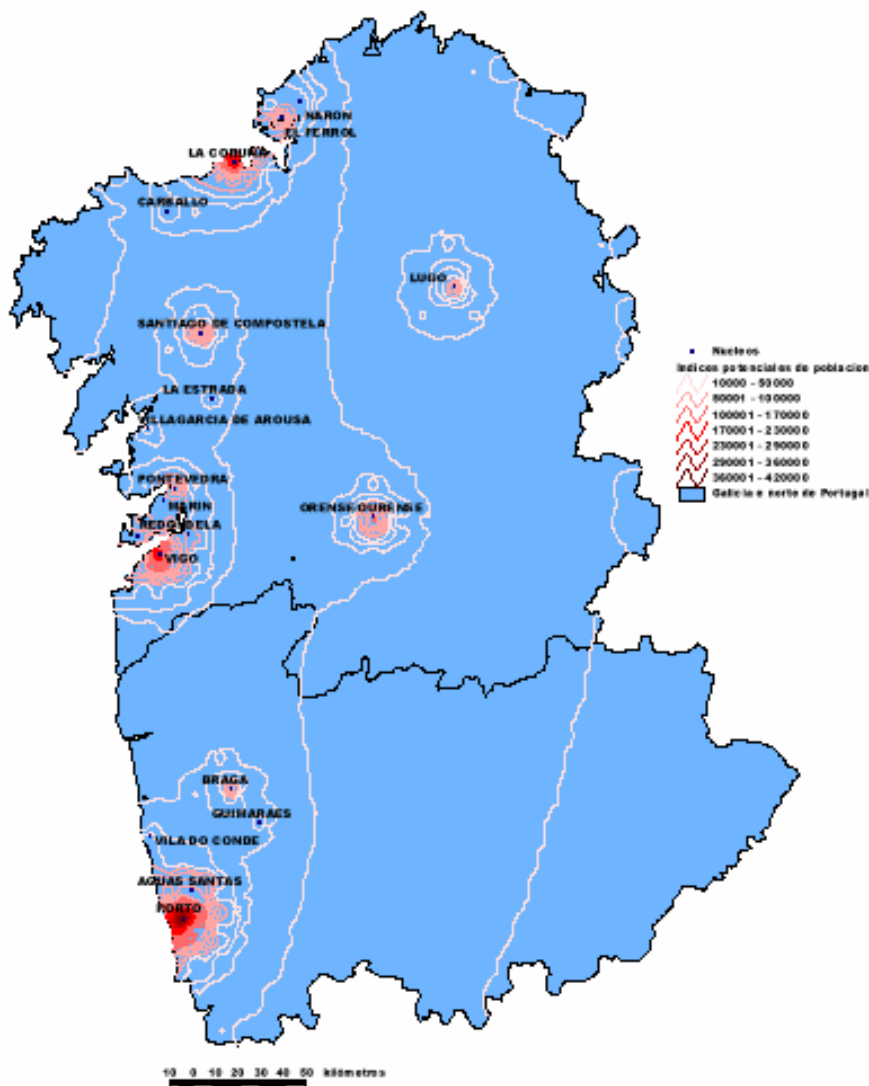 NARON
EL FERROL
LA CORUÑA
CARBALLO
LUGO
SANTIAGO DE COMPOSTELA
LA ESTRADA
VILLAGARCIA DE AROUSA
PONTEVEDRA
MARIN
ORENSE OURENSE
REDONDELA
VIGO
BRAGA
GUIMARAES
VILA DO CONDE
AGUAS SANTAS
PORTO
Nucleos
Indices potenciales de poblacion
10000 - 50000
50001 - 100000
100001 - 170000
170001 - 230000
230001 - 290000
290001 - 360000
360001 - 420000
Galicia e norte de Portugal
10 0 10 20 30 40 50 kilómetros